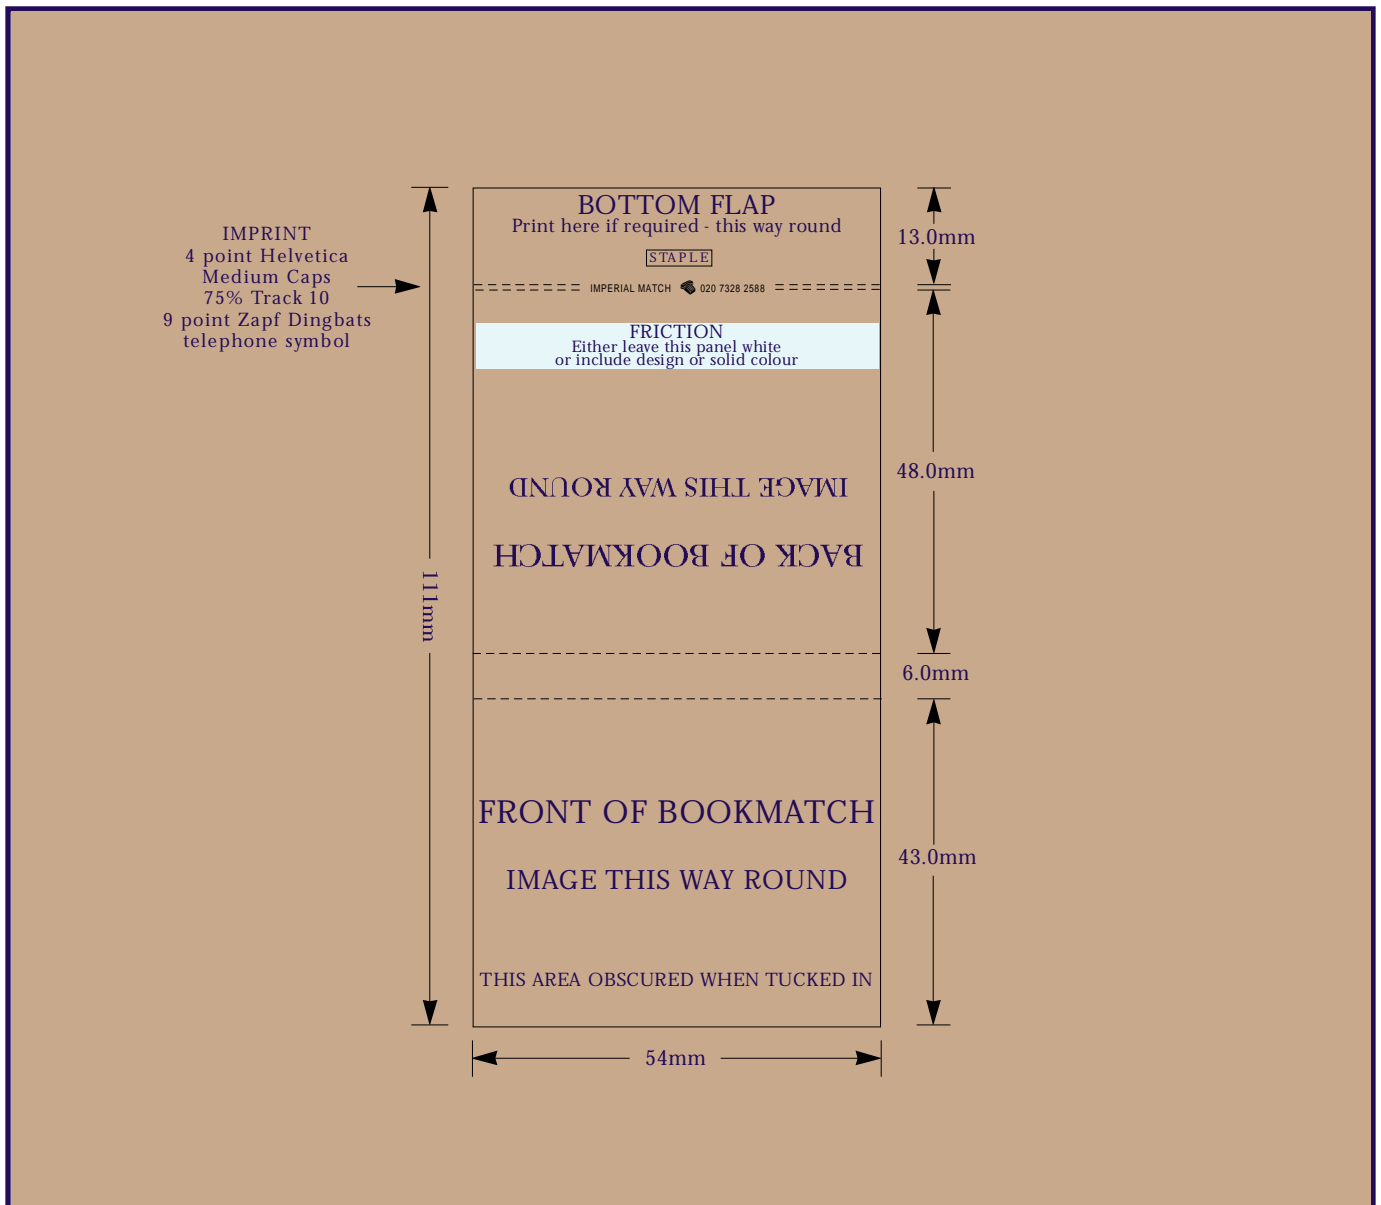 BOTTOM FLAP
Print here if required - this way round
STAPLE
IMPERIAL MATCH 020 7328 2588
IMPRINT
4 point Helvetica
Medium Caps
75% Track 10
9 point Zapf Dingbats
telephone symbol
13.0mm
FRICTION
Either leave this panel white
or include design or solid colour
IMAGE THIS WAY ROUND
BACK OF BOOKMATCH
48.0mm
111mm
6.0mm
FRONT OF BOOKMATCH
IMAGE THIS WAY ROUND
43.0mm
THIS AREA OBSCURED WHEN TUCKED IN
54mm